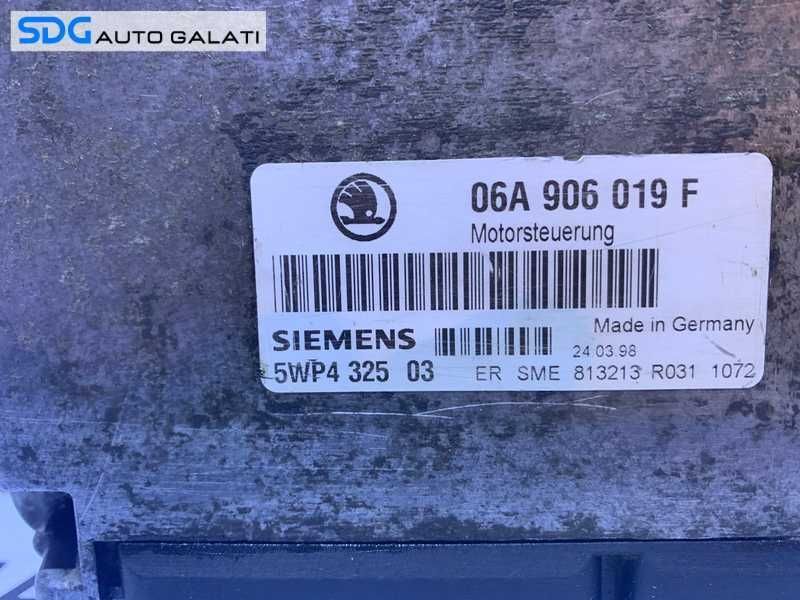 SDG AUTO GALATI
06A 906 019 F
Motorsteuerung
SIEMENS
Made in Germany
24.03.98
5WP4 325 03 ER SME 813213 R031 1072